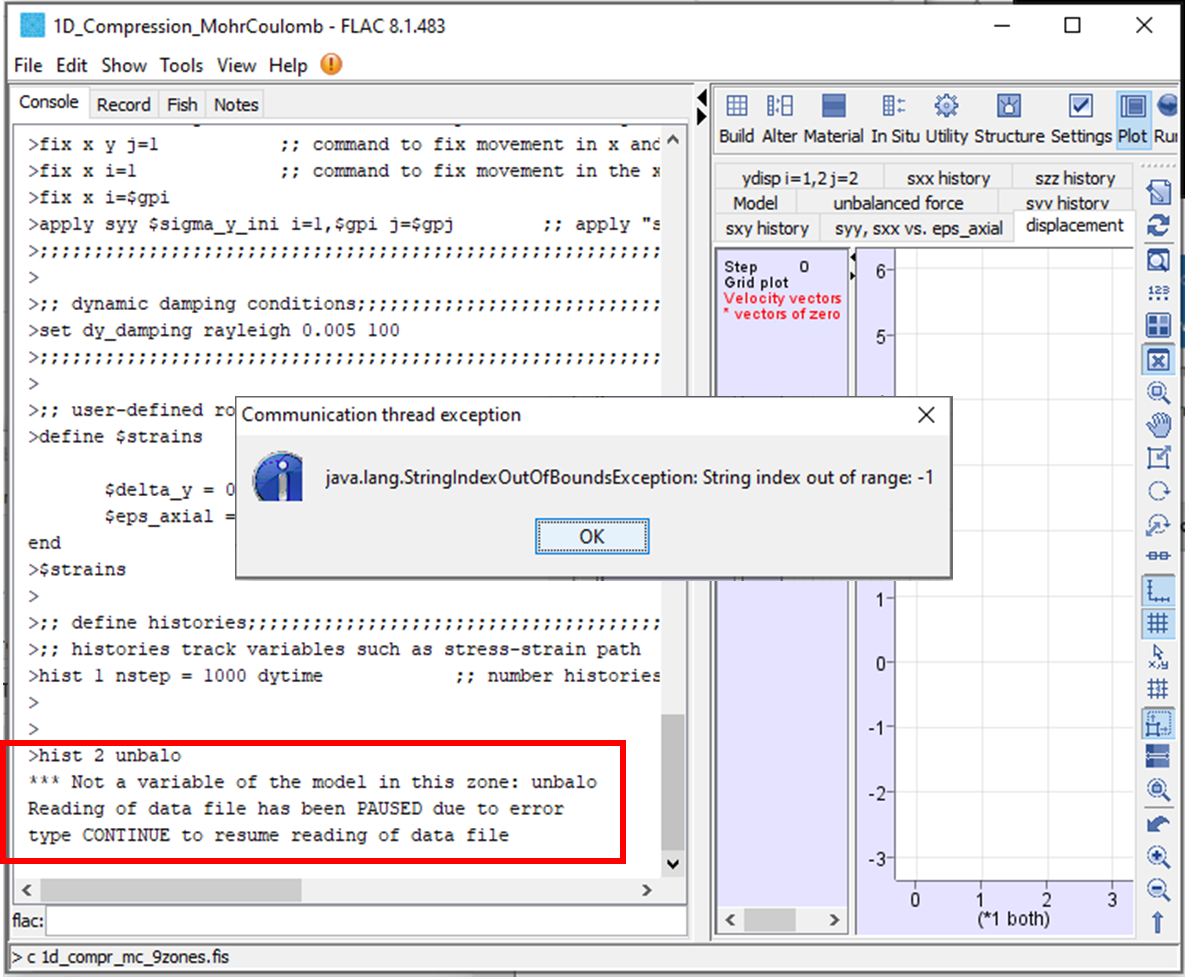 1D_Compression_MohrCoulomb - FLAC 8.1.483
File Edit Show Tools View Help
Console Record Fish Notes
>fix x y j=1 ;; command to fix movement in x and
>fix x i=1 ;; command to fix movement in the x
>fix x i=$gpi
>apply syy $sigma_y_ini i=1,$gpi j=$gpj ;; apply "s
>
>;; dynamic damping conditions;;;;;;;;;;;;;;;;;;;;;;;;;;;;
>set dy_damping rayleigh 0.005 100
>
>;; user-defined ro
>define $strains
$delta_y = 0
$eps_axial =
end
>$strains
>
>;; define histories;;;;;;;;;;;;;;;;;;;;;;;;;;;;;;;;;;;;;;
>;; histories track variables such as stress-strain path
>hist 1 nstep = 1000 dytime ;; number histories
>
>
>hist 2 unbalo
*** Not a variable of the model in this zone: unbalo
Reading of data file has been PAUSED due to error
type CONTINUE to resume reading of data file
flac:
> c 1d_compr_mc_9zones.fis
Communication thread exception
java.lang.StringIndexOutOfBoundsException: String index out of range: -1
OK
Build Alter Material In Situ Utility Structure Settings Plot Run
ydisp i=1,2 j=2 sxx history szz history
Model unbalanced force syy history
sxy history syy, sxx vs. eps_axial displacement
Step 0
Grid plot
Velocity vectors
* vectors of zero
6
5
1
0
-1
-2
-3
0 1 2 3
(*1 both)
123
x,y